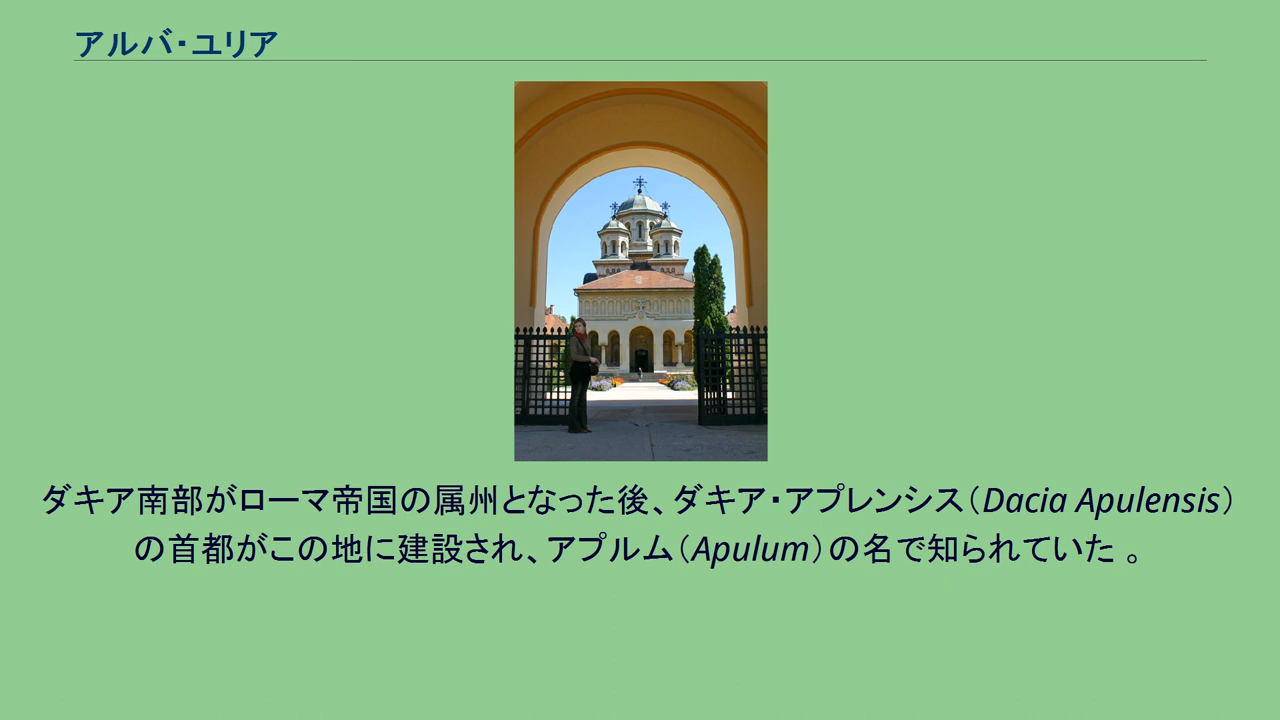 アルバ・ユリア
ダキア南部がローマ帝国の属州となった後、ダキア・アプレンシス（Dacia Apulensis）
の首都がこの地に建設され、アプルム（Apulum）の名で知られていた 。